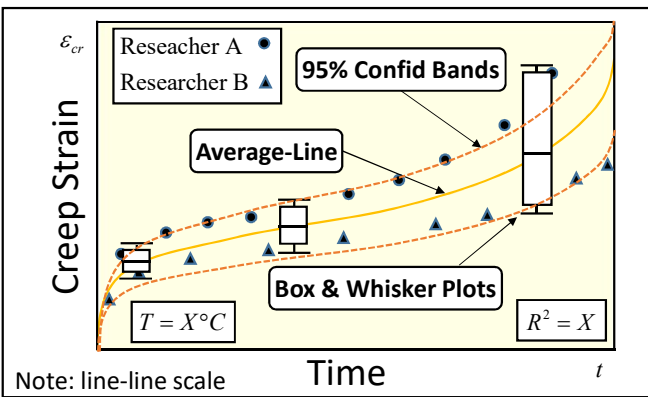 ε_cr
Reseacher A
Researcher B
95% Confid Bands
Average-Line
Box & Whisker Plots
Creep Strain
T = X°C
R² = X
Note: line-line scale
Time
t